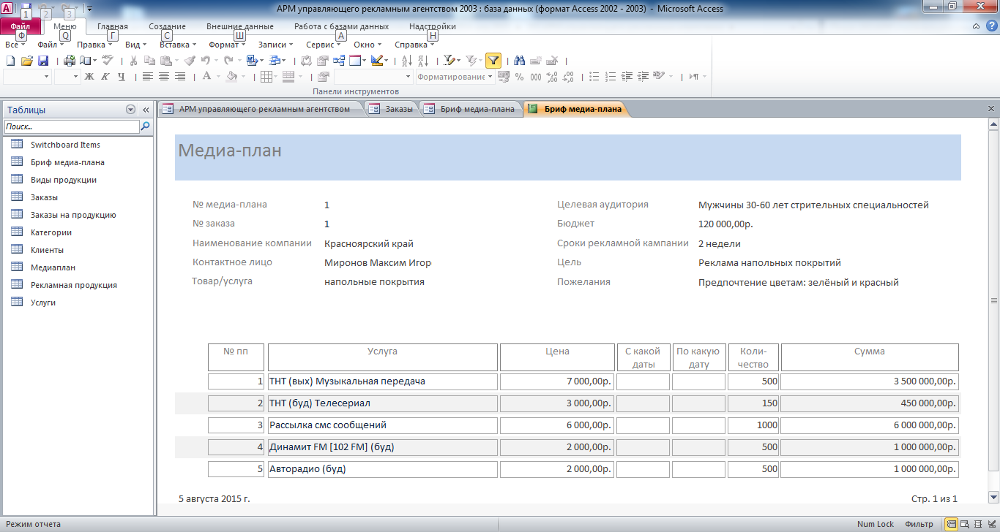 АРМ управляющего рекламным агентством 2003 : база данных (формат Access 2002 - 2003) - Microsoft Access
1 2 3
Файл Меню Главная Создание Внешние данные Работа с базами данных Надстройки
Ф Q Г С Ш А Н
Все Файл Правка Вид Вставка Формат Записи Сервис Окно Справка
Ж К Ч Форматирование % 000
Панели инструментов
Таблицы «
АРМ управляющего рекламным агентством Заказы Бриф медиа-плана Бриф медиа-плана
Поиск...
Switchboard Items
Бриф медиа-плана
Виды продукции
Заказы
Заказы на продукцию
Категории
Клиенты
Медиаплан
Рекламная продукция
Услуги
Медиа-план
№ медиа-плана 1 Целевая аудитория Мужчины 30-60 лет стрительных специальностей
№ заказа 1 Бюджет 120 000,00р.
Наименование компании Красноярский край Сроки рекламной кампании 2 недели
Контактное лицо Миронов Максим Игор Цель Реклама напольных покрытий
Товар/услуга напольные покрытия Пожелания Предпочтение цветам: зелёный и красный
№ пп Услуга Цена С какой По какую Коли- Сумма
даты дату чество
1 ТНТ (вых) Музыкальная передача 7 000,00р. 500 3 500 000,00р.
2 ТНТ (буд) Телесериал 3 000,00р. 150 450 000,00р.
3 Рассылка смс сообщений 6 000,00р. 1000 6 000 000,00р.
4 Динамит FM [102 FM] (буд) 2 000,00р. 500 1 000 000,00р.
5 Авторадио (буд) 2 000,00р. 500 1 000 000,00р.
5 августа 2015 г. Стр. 1 из 1
Режим отчета Num Lock Фильтр